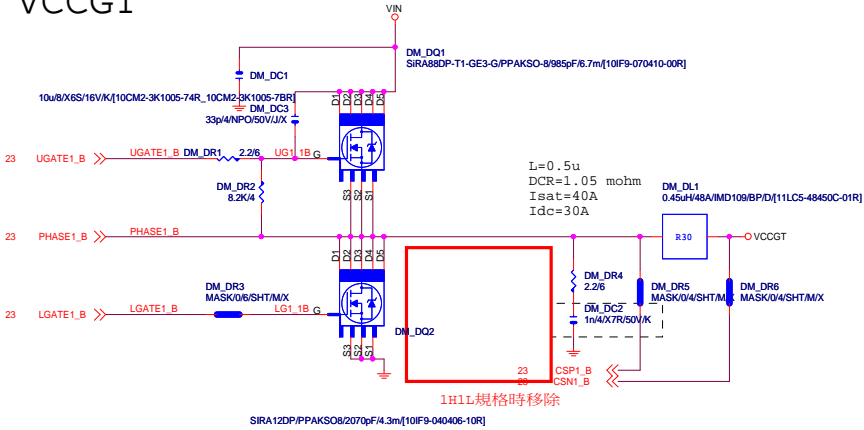 VCCGT
VIN
DM_DQ1
SiRA88DP-T1-GE3-G/PPAKSO-8/985pF/6.7m/[10IF9-070410-00R]
DM_DC1
10u/8/X6S/16V/K/[10CM2-3K1005-74R_10CM2-3K1005-7BR]
DM_DC3
33p/4/NPO/50V/J/X
D1 D2 D3 D4 D5
23 UGATE1_B UGATE1_B DM_DR1 2.2/6 UG1_1B G
DM_DR2
8.2K/4
S3 S2 S1
L=0.5u
DCR=1.05 mohm
Isat=40A
Idc=30A
DM_DL1
0.45uH/48A/IMD109/BP/D/[11LC5-48450C-01R]
23 PHASE1_B PHASE1_B
R30
VCCGT
D1 D2 D3 D4 D5
DM_DR3
MASK/0/6/SHT/M/X
23 LGATE1_B LGATE1_B LG1_1B G
DM_DQ2
S3 S2 S1
DM_DR4
2.2/6
DM_DC2
1n/4/X7R/50V/K
DM_DR5
MASK/0/4/SHT/M/X
DM_DR6
MASK/0/4/SHT/M/X
23 CSP1_B
23 CSN1_B
1H1L規格時移除
SIRA12DP/PPAKSO8/2070pF/4.3m/[10IF9-040406-10R]